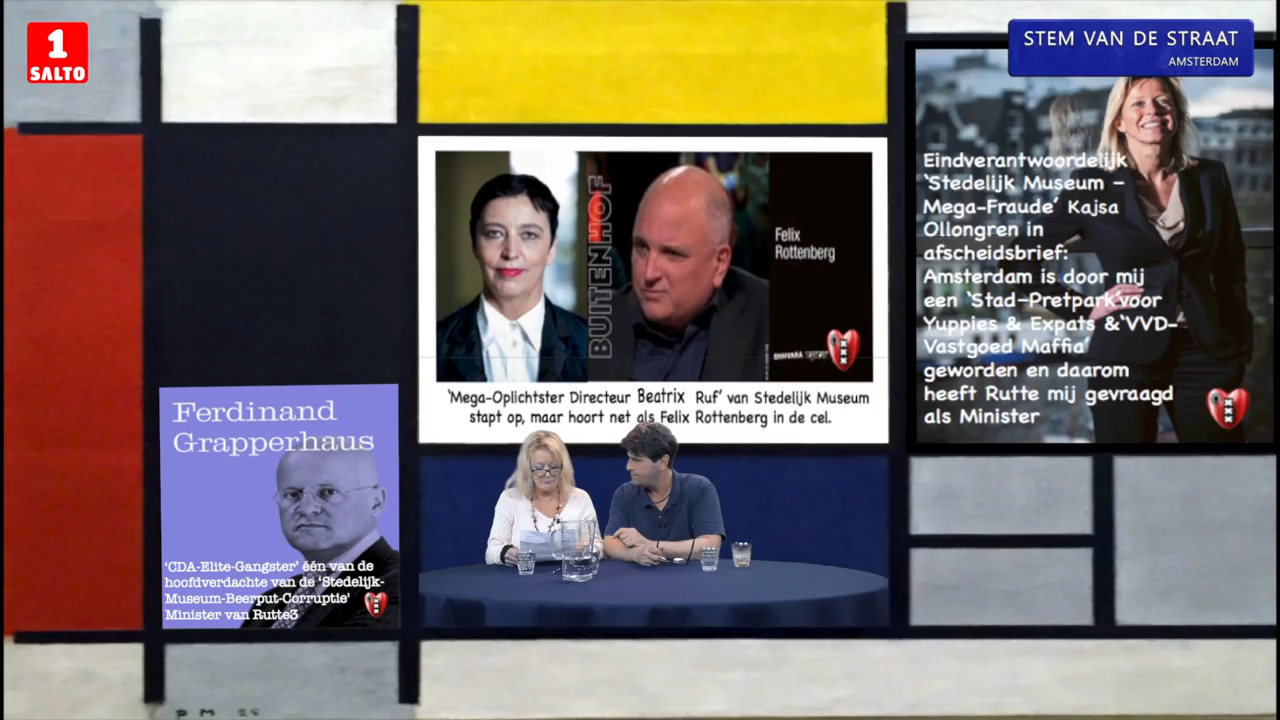 1
SALTO
STEM VAN DE STRAAT
AMSTERDAM
BUITENHOF
Felix
Rottenberg
'Mega-Oplichtster Directeur Beatrix Ruf' van Stedelijk Museum
stapt op, maar hoort net als Felix Rottenberg in de cel.
Eindverantwoordelijk
'Stedelijk Museum –
Mega-Fraude' Kajsa
Ollongren in
afscheidsbrief:
Amsterdam is door mij
een 'Stad-Pretpark'voor
Yuppies & Expats &'VVD-
Vastgoed Maffia'
geworden en daarom
heeft Rutte mij gevraagd
als Minister
Ferdinand
Grapperhaus
'CDA-Elite-Gangster' één van de
hoofdverdachte van de 'Stedelijk-
Museum-Beerput-Corruptie'
Minister van Rutte3
P M